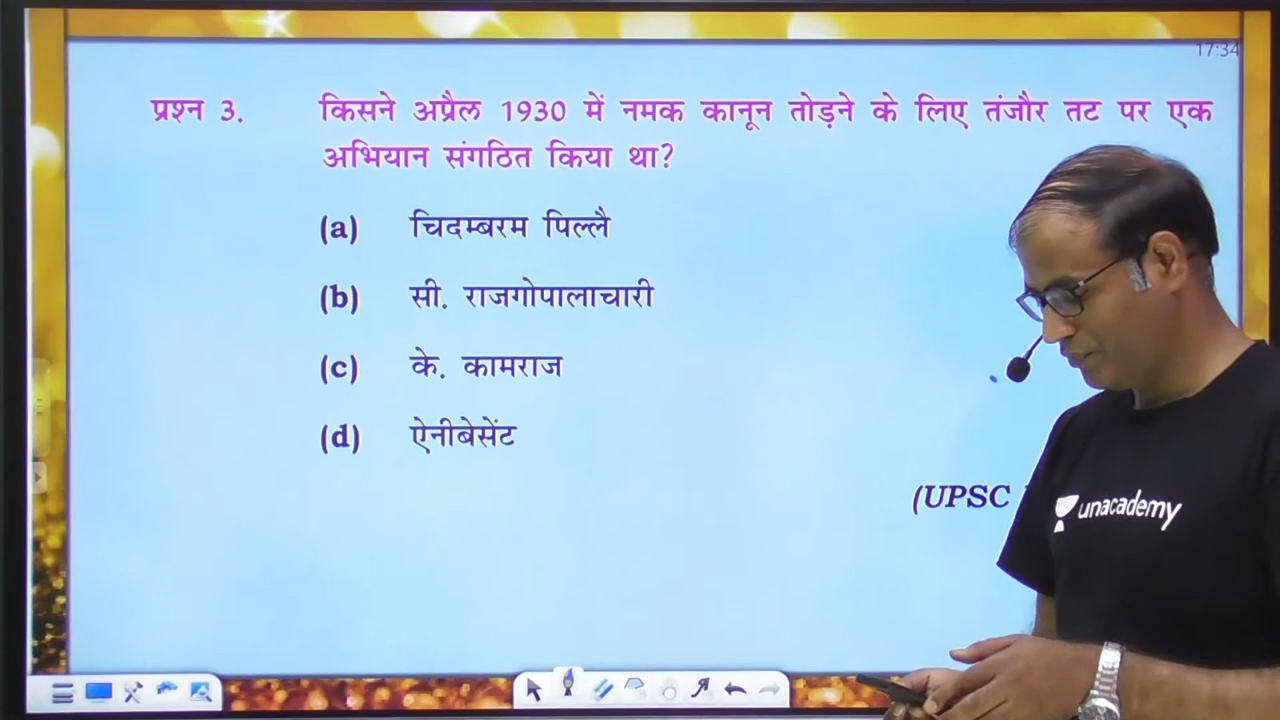 17:34
प्रश्न 3. किसने अप्रैल 1930 में नमक कानून तोड़ने के लिए तंजौर तट पर एक
अभियान संगठित किया था?
(a) चिदम्बरम पिल्लै
(b) सी. राजगोपालाचारी
(c) के. कामराज
(d) ऐनीबेसेंट
(UPSC
unacademy